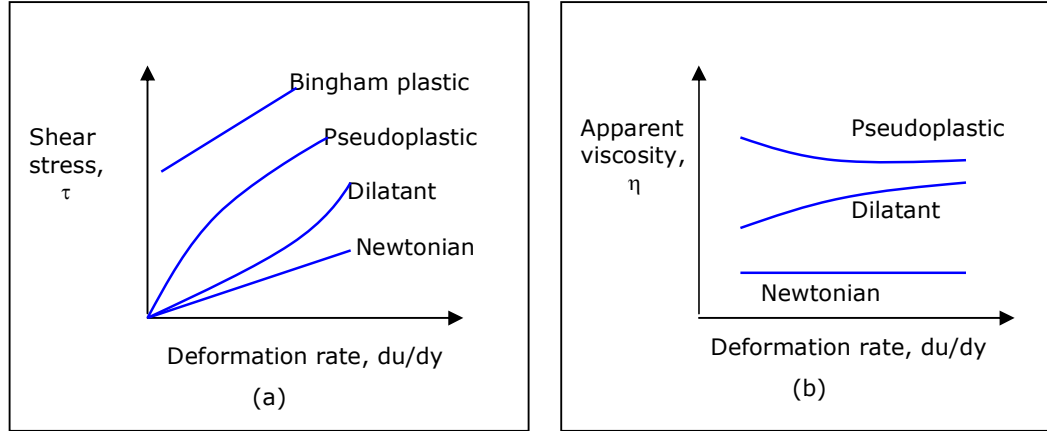 Bingham plastic
Shear
stress,
τ
Pseudoplastic
Dilatant
Newtonian
Deformation rate, du/dy
(a)
Apparent
viscosity,
η
Pseudoplastic
Dilatant
Newtonian
Deformation rate, du/dy
(b)